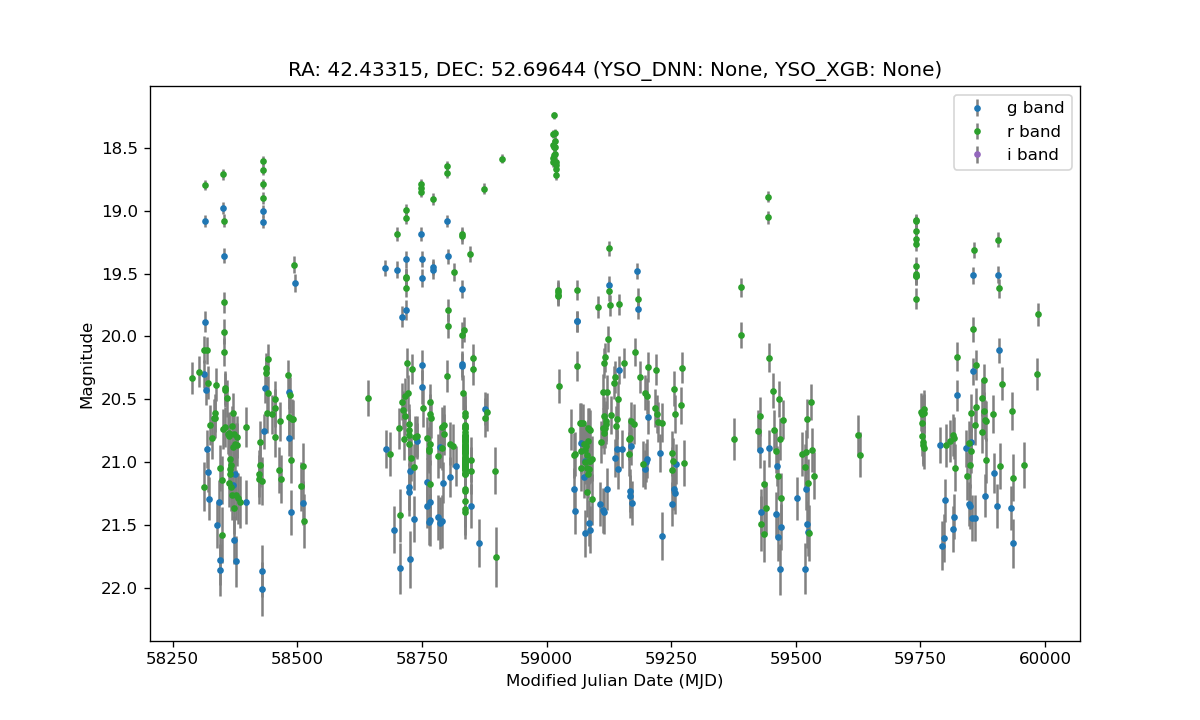 RA: 42.43315, DEC: 52.69644 (YSO_DNN: None, YSO_XGB: None)
g band
r band
i band
18.5
19.0
19.5
20.0
20.5
21.0
21.5
22.0
Magnitude
58250 58500 58750 59000 59250 59500 59750 60000
Modified Julian Date (MJD)